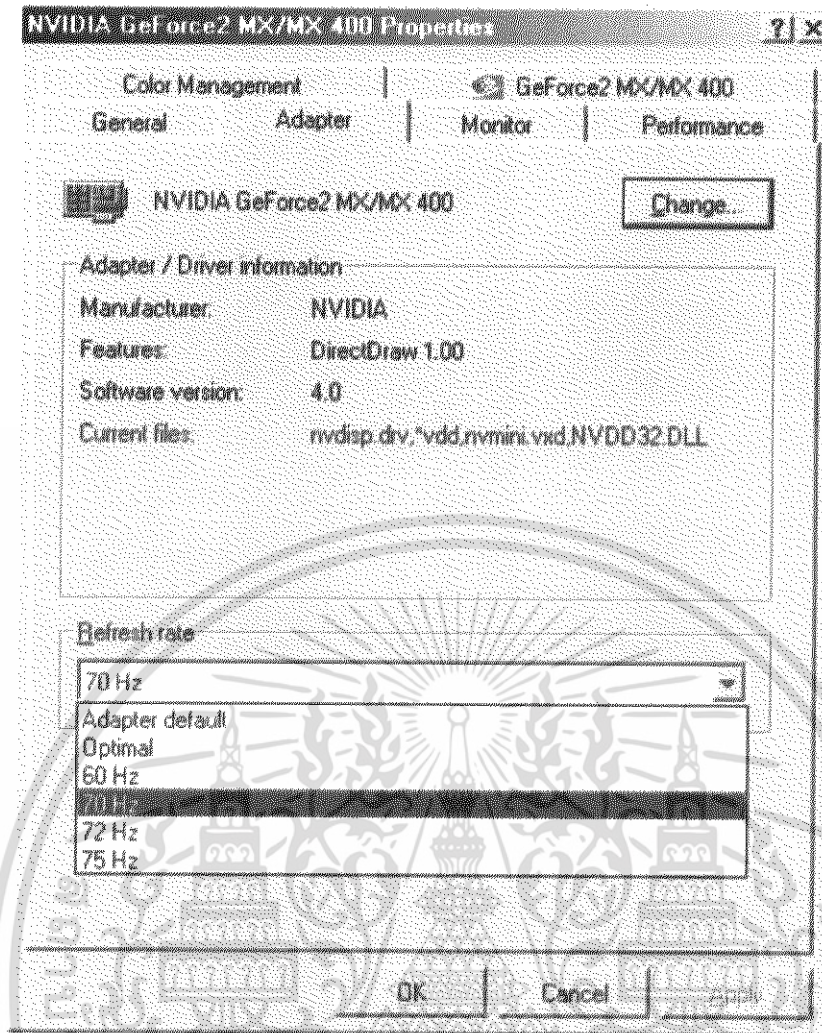 NVIDIA GeForce2 MX/MX 400 Properties
Color Management
GeForce2 MX/MX 400
General
Adapter
Monitor
Performance
NVIDIA GeForce2 MX/MX 400
Change...
Adapter / Driver information
Manufacturer: NVIDIA
Features: DirectDraw 1.00
Software version: 4.0
Current files: nvdisp.drv,*vdd,nvmini.vxd,NVDD32.DLL
Refresh rate
70 Hz
Adapter default
Optimal
60 Hz
70 Hz
72 Hz
75 Hz
OK
Cancel
Apply